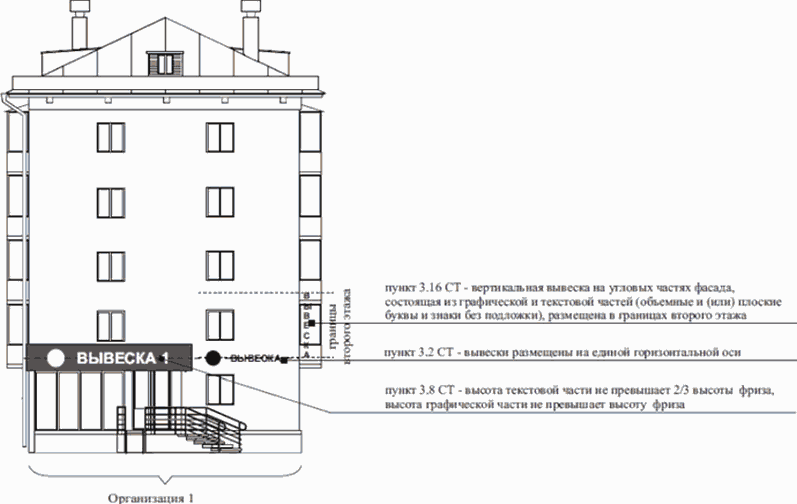 пункт 3.16 СТ - вертикальная вывеска на угловых частях фасада,
состоящая из графической и текстовой частей (объемные и (или) плоские
буквы и знаки без подложки), размещена в границах второго этажа
ВЫВЕСКА
границы
второго этажа
ВЫВЕСКА 1
ВЫВЕСКА
пункт 3.2 СТ - вывески размещены на единой горизонтальной оси
пункт 3.8 СТ - высота текстовой части не превышает 2/3 высоты фриза,
высота графической части не превышает высоту фриза
Организация 1